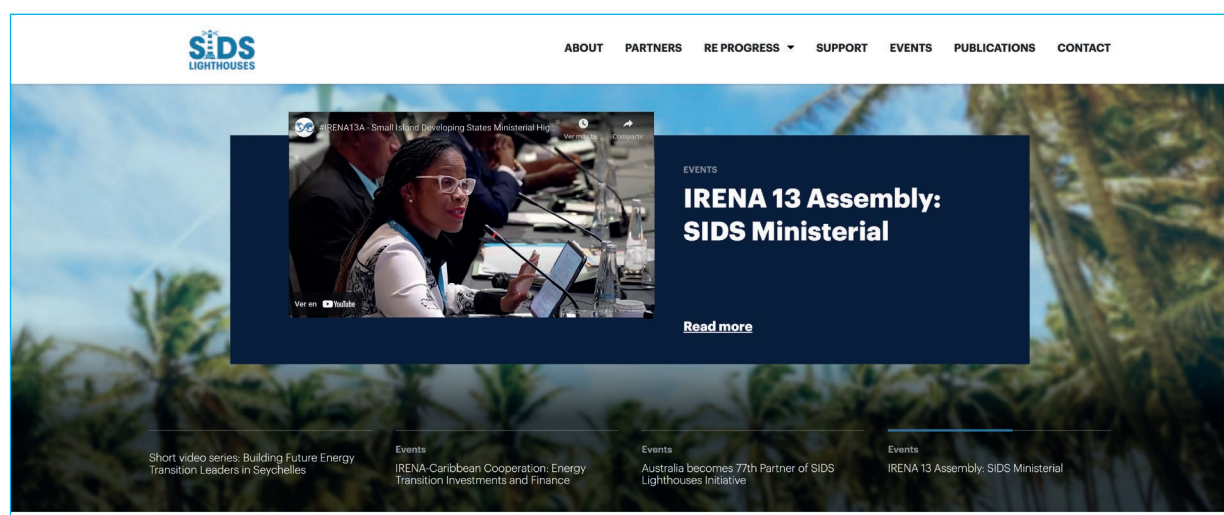 SIDS
LIGHTHOUSES
ABOUT PARTNERS RE PROGRESS SUPPORT EVENTS PUBLICATIONS CONTACT
#IRENA13A - Small Island Developing States Ministerial Hig
Ver más ta... Compartir
Ver en YouTube
EVENTS
IRENA 13 Assembly:
SIDS Ministerial
Read more
Short video series: Building Future Energy
Transition Leaders in Seychelles
Events
IRENA-Caribbean Cooperation: Energy
Transition Investments and Finance
Events
Australia becomes 77th Partner of SIDS
Lighthouses Initiative
Events
IRENA 13 Assembly: SIDS Ministerial